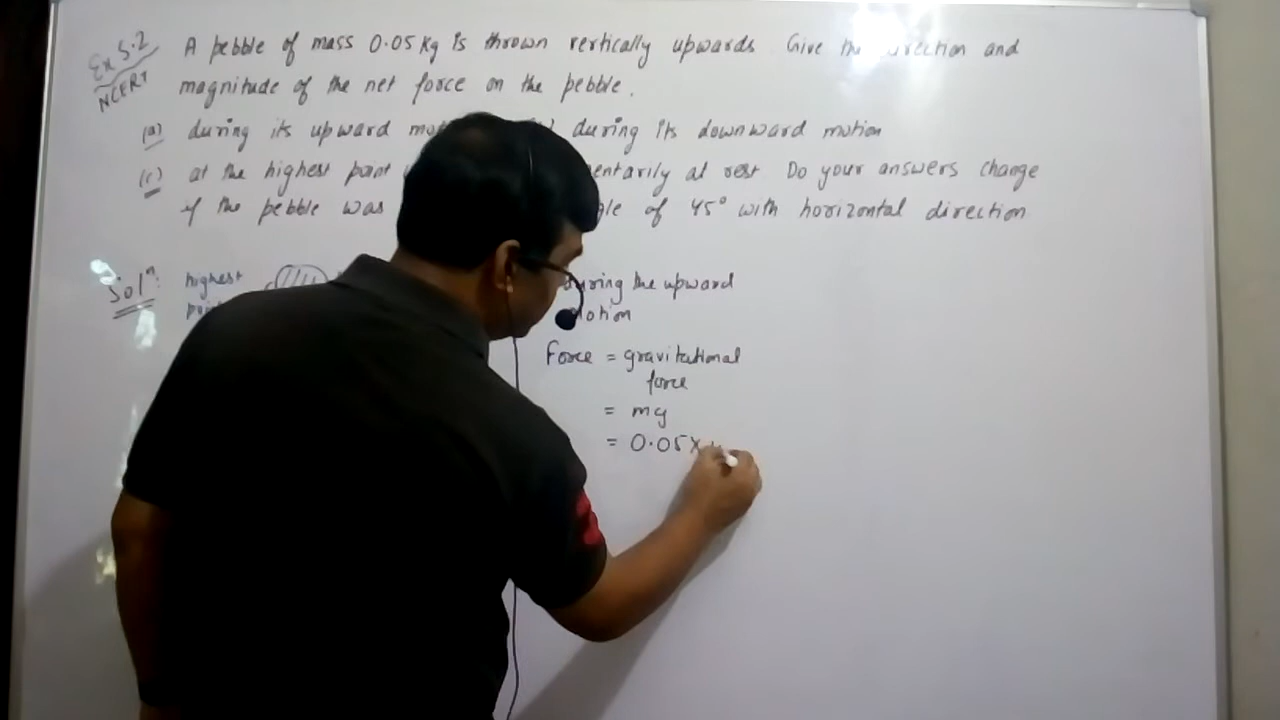 Ex 5.2
NCERT
A pebble of mass 0.05 Kg is thrown vertically upwards Give the direction and
magnitude of the net force on the pebble.
(a) during its upward during its downward motion
(c) at the highest point at rest Do your answers change
if the pebble was of 45° with horizontal direction
Solⁿ:
highest
during the upward
motion
Force = gravitational
force
= mg
= 0.05×